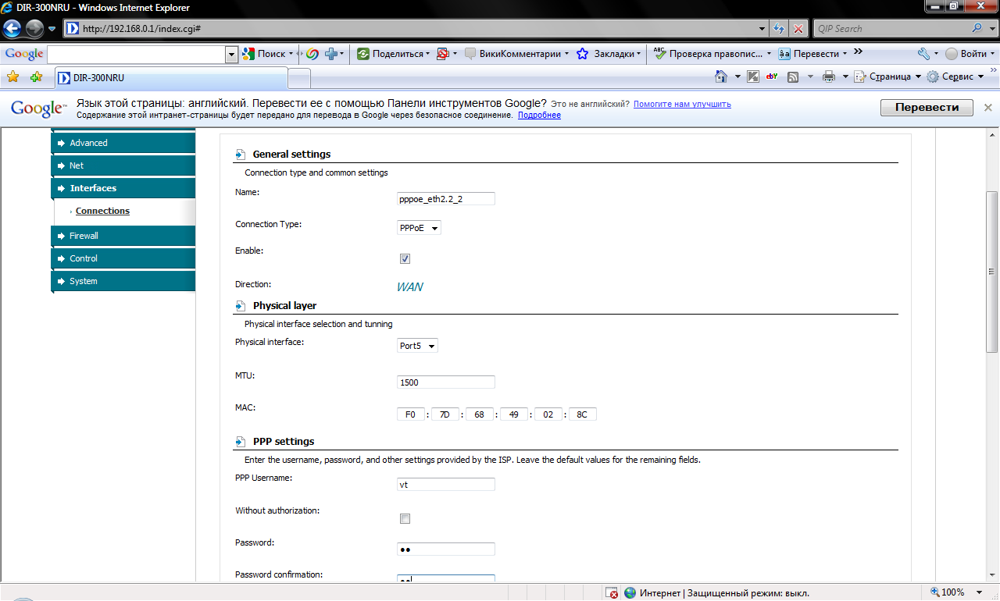 DIR-300NRU - Windows Internet Explorer
http://192.168.0.1/index.cgi#
QIP Search
Google
Поиск
Поделиться
ВикиКомментарии
Закладки
ABC
Проверка правопис...
Перевести
Войти
DIR-300NRU
ebY
Страница
Сервис
Google™ Язык этой страницы: английский. Перевести ее с помощью Панели инструментов Google? Это не английский? Помогите нам улучшить
Содержание этой интранет-страницы будет передано для перевода в Google через безопасное соединение. Подробнее
Перевести
Advanced
Net
Interfaces
Connections
Firewall
Control
System
General settings
Connection type and common settings
Name: pppoe_eth2.2_2
Connection Type: PPPoE
Enable:
Direction: WAN
Physical layer
Physical interface selection and tunning
Physical interface: Port5
MTU: 1500
MAC: F0 : 7D : 68 : 49 : 02 : 8C
PPP settings
Enter the username, password, and other settings provided by the ISP. Leave the default values for the remaining fields.
PPP Username: vt
Without authorization:
Password: ●●
Password confirmation:
Интернет | Защищенный режим: выкл.
100%